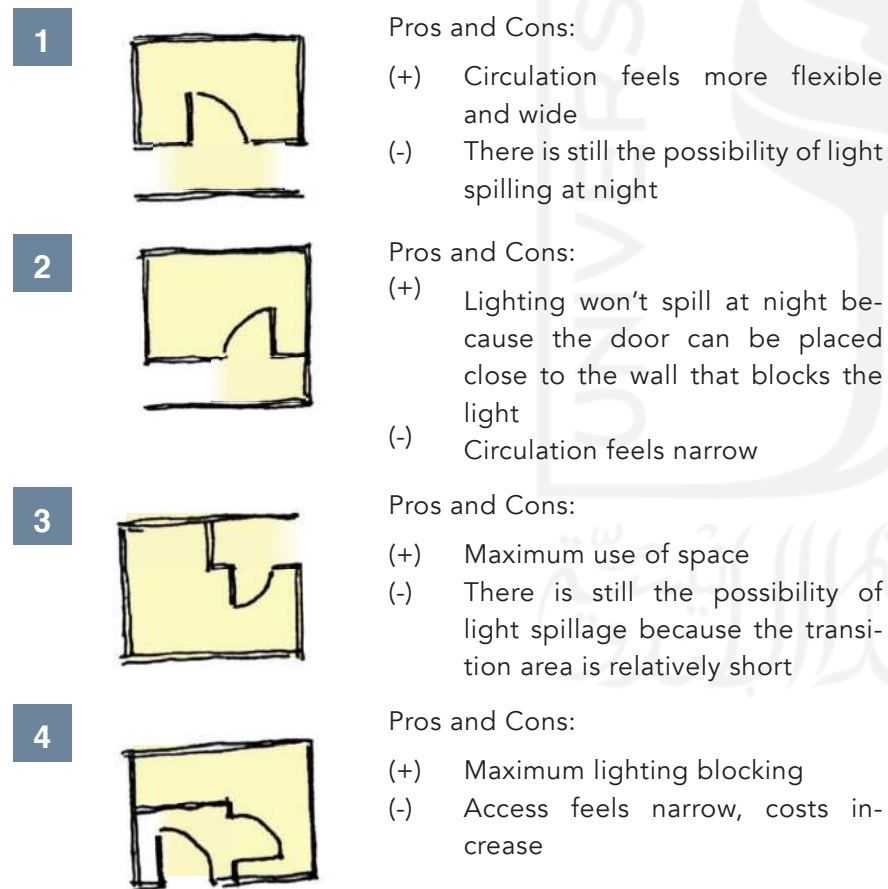 1
Pros and Cons:
(+) Circulation feels more flexible
and wide
(-) There is still the possibility of light
spilling at night
2
Pros and Cons:
(+) Lighting won't spill at night be-
cause the door can be placed
close to the wall that blocks the
light
(-) Circulation feels narrow
3
Pros and Cons:
(+) Maximum use of space
(-) There is still the possibility of
light spillage because the transi-
tion area is relatively short
4
Pros and Cons:
(+) Maximum lighting blocking
(-) Access feels narrow, costs in-
crease
UNIVERS